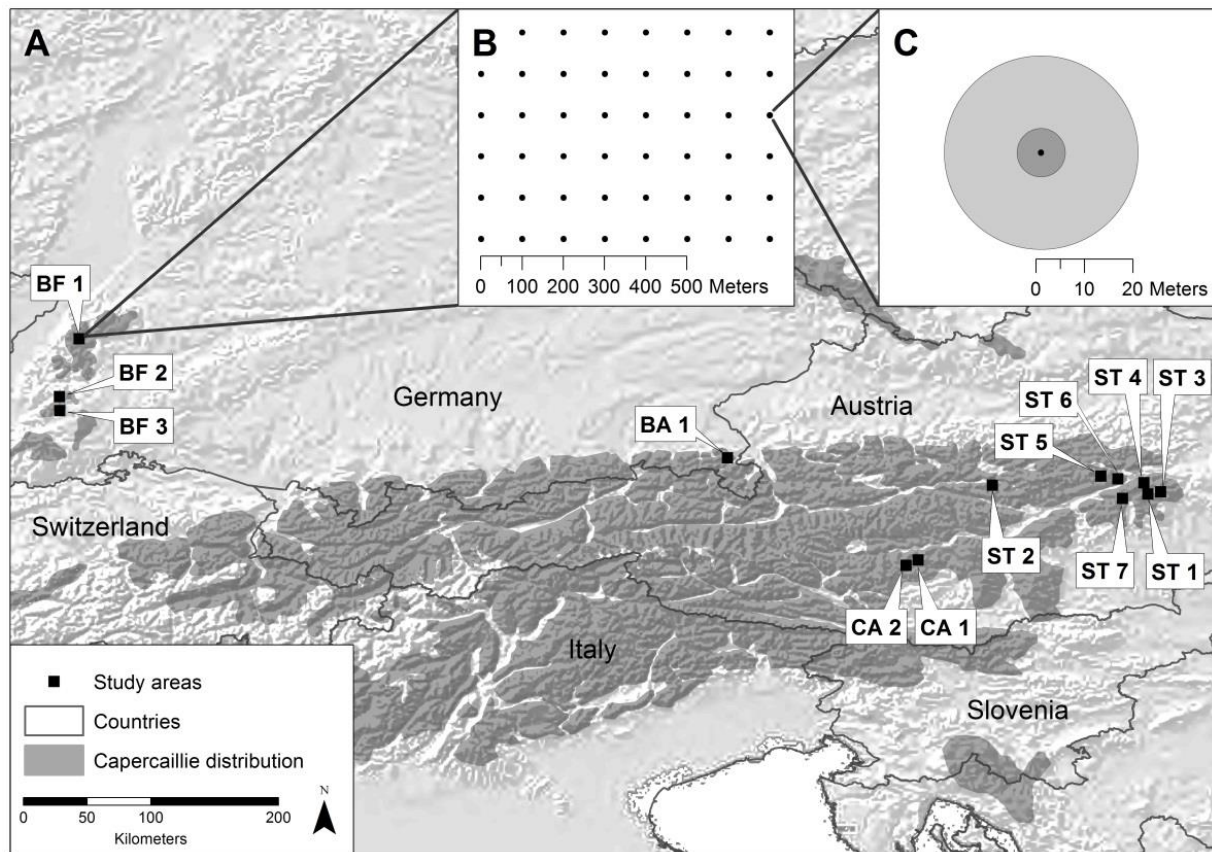 A
B
C
0 100 200 300 400 500 Meters
0 10 20 Meters
BF 1
BF 2
BF 3
Germany
Austria
BA 1
ST 4
ST 3
ST 6
ST 5
ST 2
ST 7
ST 1
Switzerland
CA 2
CA 1
Italy
Slovenia
Study areas
Countries
Capercaillie distribution
N
0 50 100 200
Kilometers